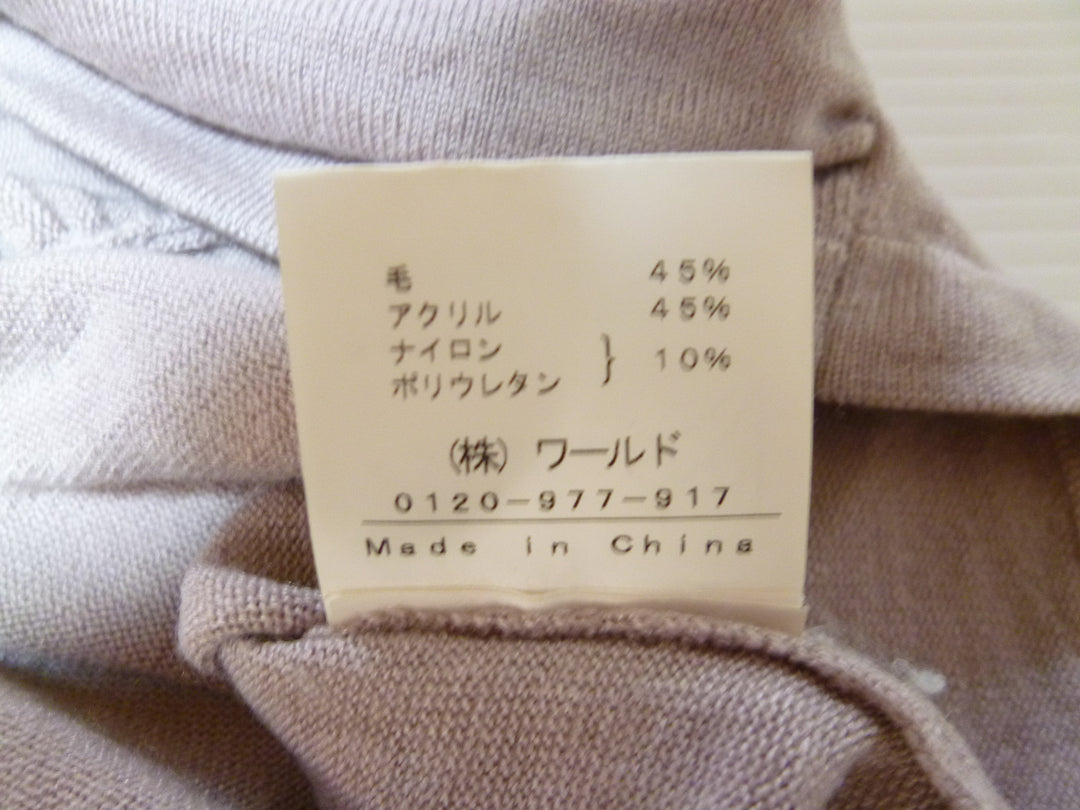 毛 45%
アクリル 45%
ナイロン
ポリウレタン } 10%
(株) ワールド
0120-977-917
Made in China